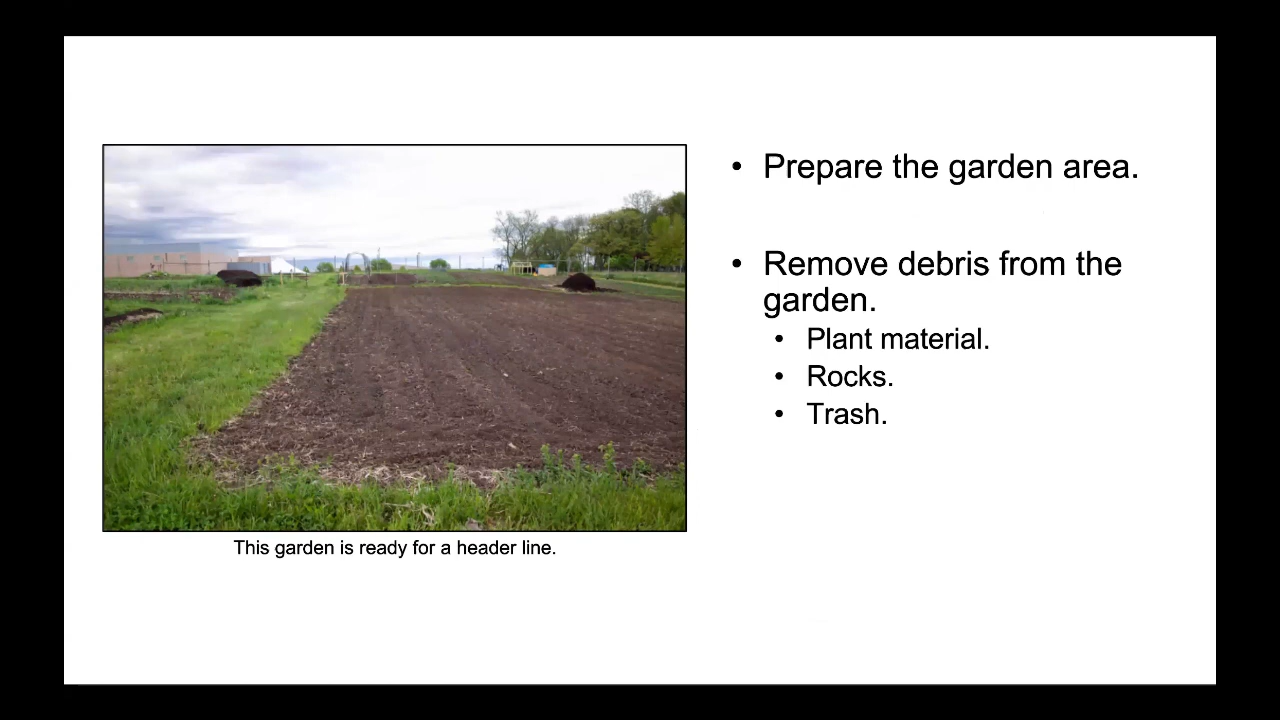 • Prepare the garden area.
• Remove debris from the
garden.
• Plant material.
• Rocks.
• Trash.
This garden is ready for a header line.